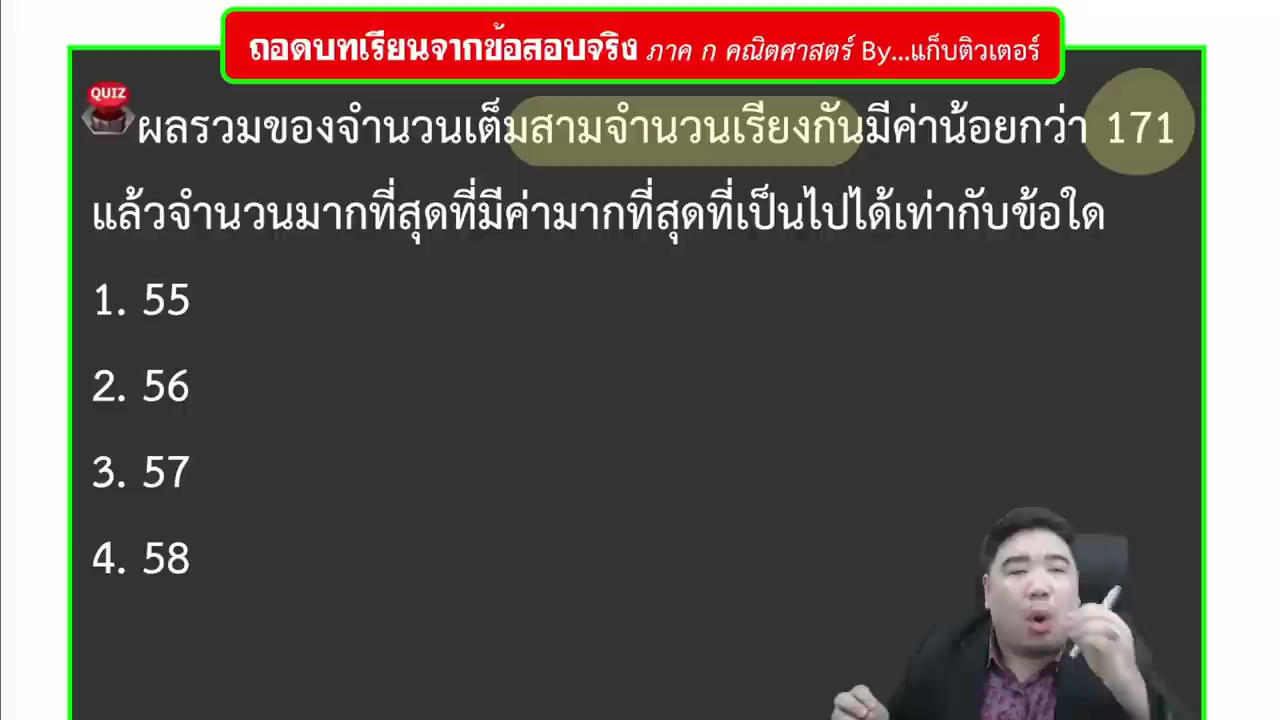 ถอดบทเรียนจากข้อสอบจริง ภาค ก คณิตศาสตร์ By...แก็บติวเตอร์
QUIZ
ผลรวมของจำนวนเต็มสามจำนวนเรียงกันมีค่าน้อยกว่า 171
แล้วจำนวนมากที่สุดที่มีค่ามากที่สุดที่เป็นไปได้เท่ากับข้อใด
1. 55
2. 56
3. 57
4. 58